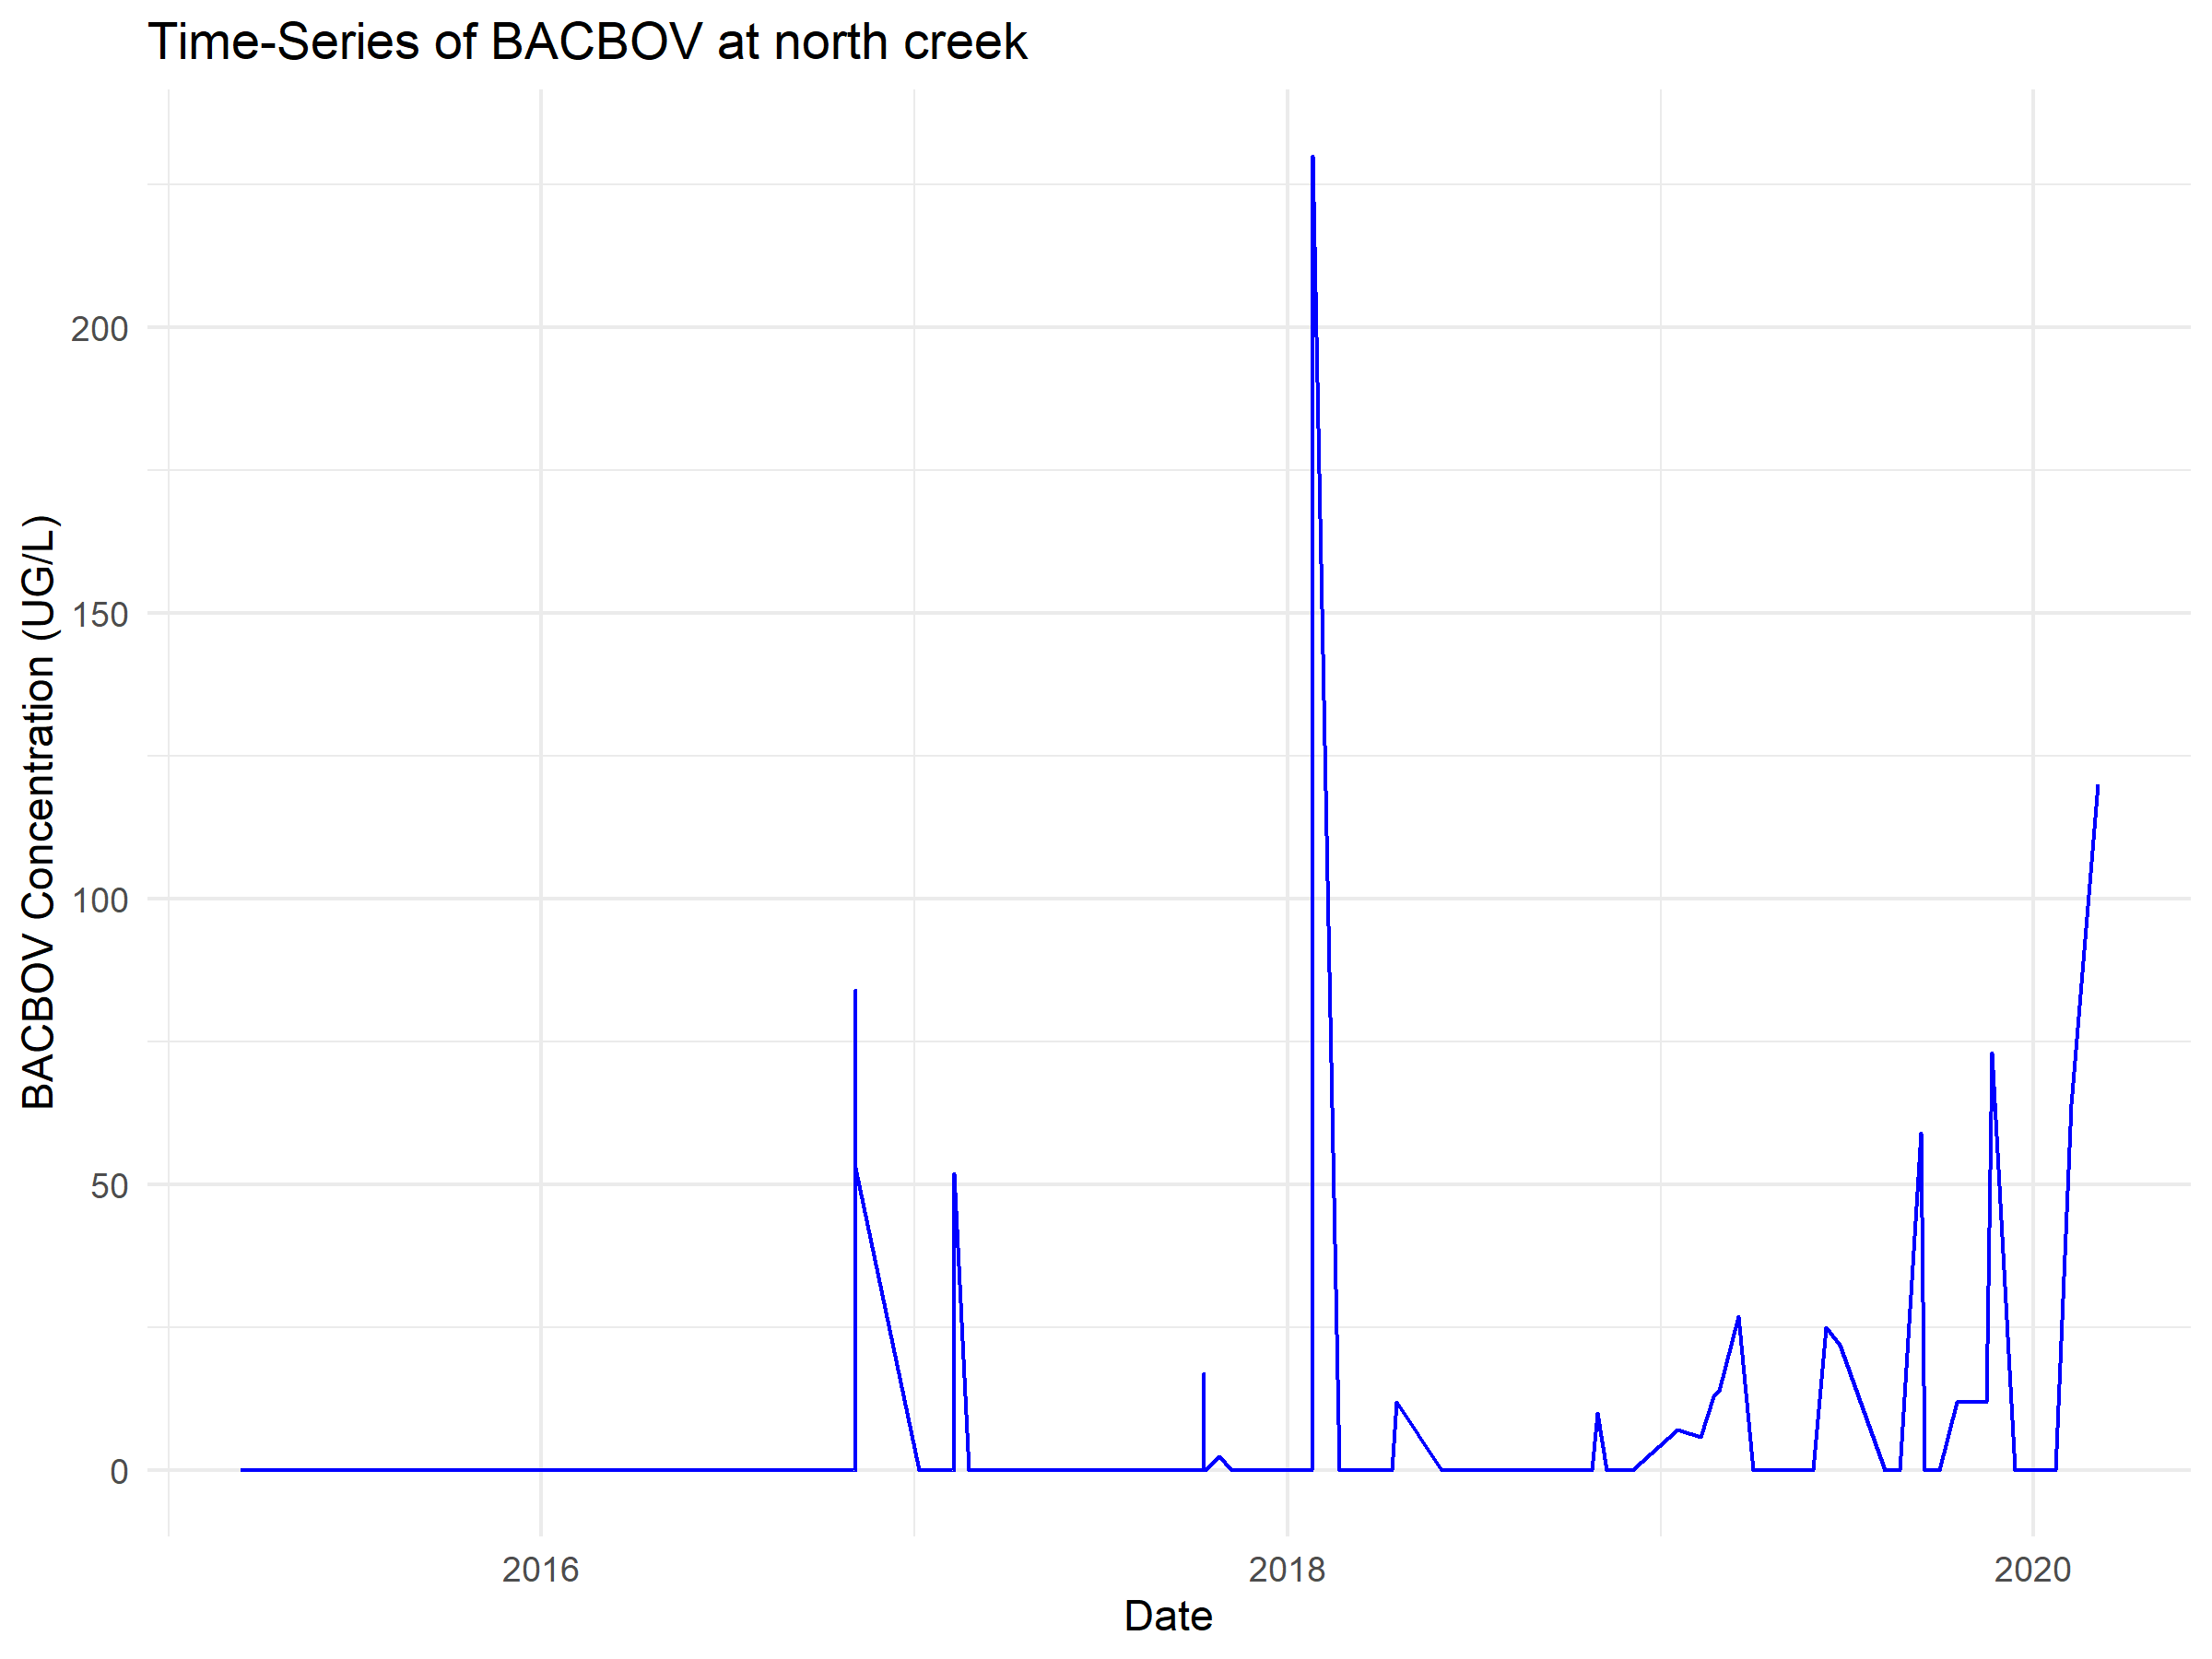 Time-Series of BACBOV at north creek
BACBOV Concentration (UG/L)
200
150
100
50
0
2016
2018
2020
Date